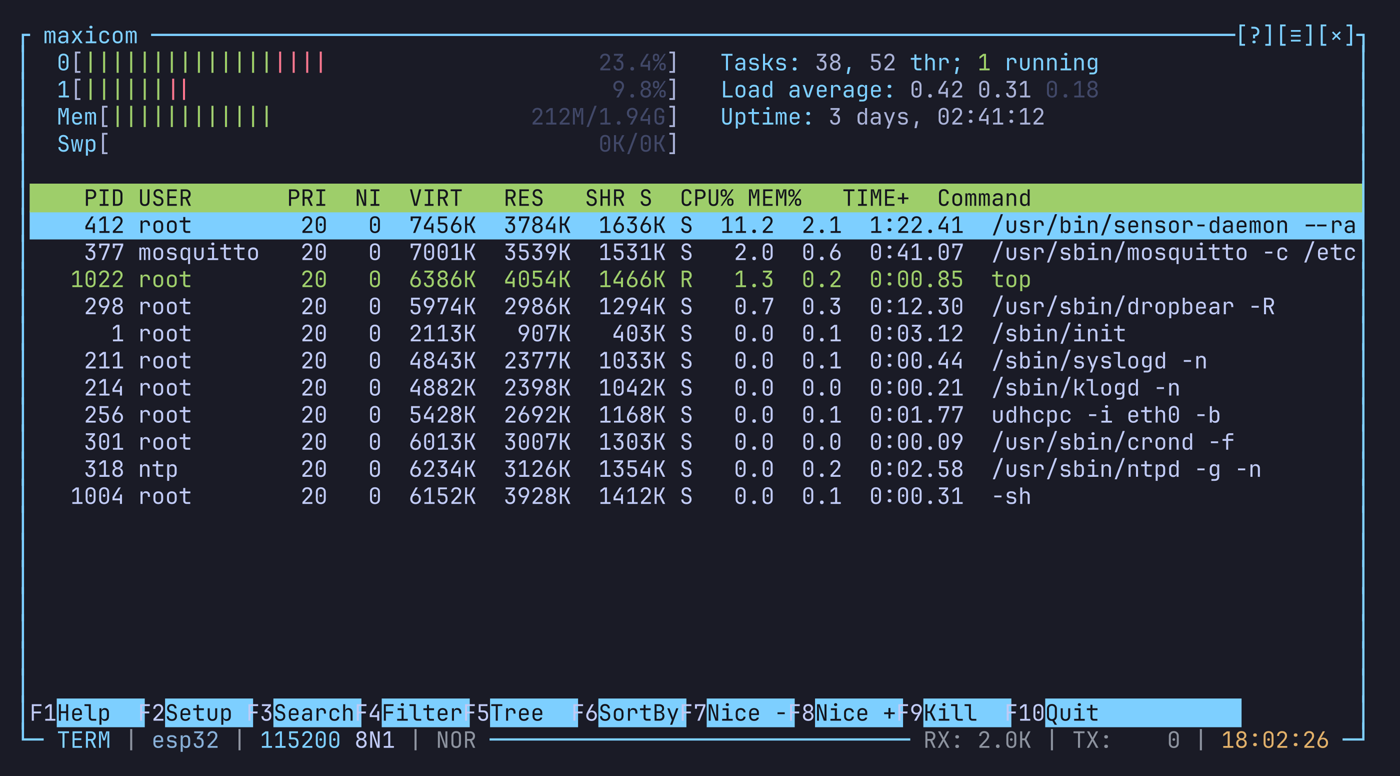 maxicom [?][≡][×]
0[|||||||||||||||||| 23.4%] Tasks: 38, 52 thr; 1 running
1[|||||||| 9.8%] Load average: 0.42 0.31 0.18
Mem[|||||||||||| 212M/1.94G] Uptime: 3 days, 02:41:12
Swp[ 0K/0K]
PID USER PRI NI VIRT RES SHR S CPU% MEM% TIME+ Command
412 root 20 0 7456K 3784K 1636K S 11.2 2.1 1:22.41 /usr/bin/sensor-daemon --ra
377 mosquitto 20 0 7001K 3539K 1531K S 2.0 0.6 0:41.07 /usr/sbin/mosquitto -c /etc
1022 root 20 0 6386K 4054K 1466K R 1.3 0.2 0:00.85 top
298 root 20 0 5974K 2986K 1294K S 0.7 0.3 0:12.30 /usr/sbin/dropbear -R
1 root 20 0 2113K 907K 403K S 0.0 0.1 0:03.12 /sbin/init
211 root 20 0 4843K 2377K 1033K S 0.0 0.1 0:00.44 /sbin/syslogd -n
214 root 20 0 4882K 2398K 1042K S 0.0 0.0 0:00.21 /sbin/klogd -n
256 root 20 0 5428K 2692K 1168K S 0.0 0.1 0:01.77 udhcpc -i eth0 -b
301 root 20 0 6013K 3007K 1303K S 0.0 0.0 0:00.09 /usr/sbin/crond -f
318 ntp 20 0 6234K 3126K 1354K S 0.0 0.2 0:02.58 /usr/sbin/ntpd -g -n
1004 root 20 0 6152K 3928K 1412K S 0.0 0.1 0:00.31 -sh
F1Help F2Setup F3SearchF4FilterF5Tree F6SortByF7Nice -F8Nice +F9Kill F10Quit
TERM | esp32 | 115200 8N1 | NOR RX: 2.0K | TX: 0 | 18:02:26